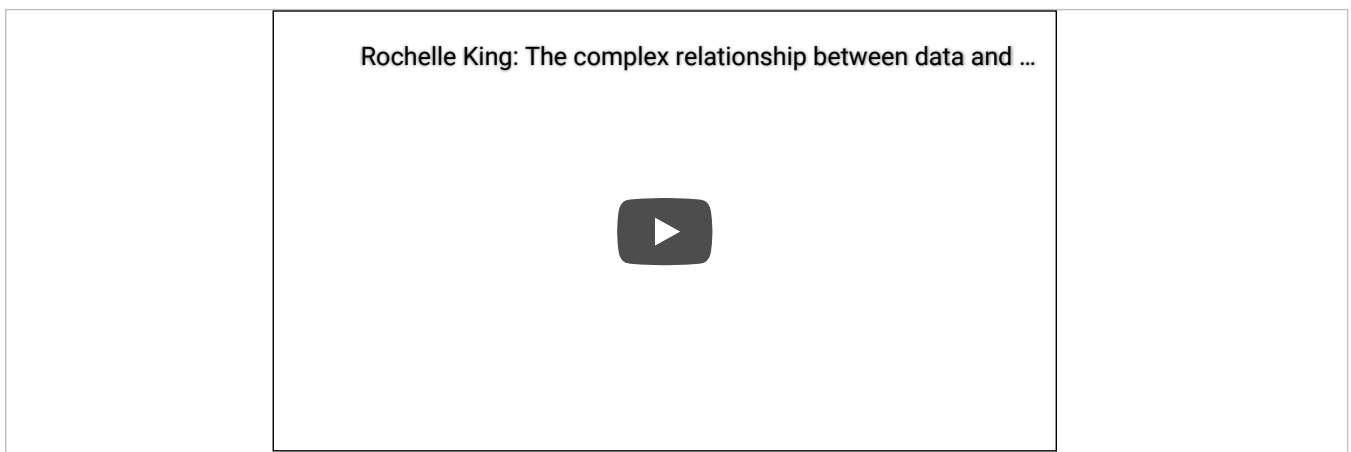 Rochelle King: The complex relationship between data and ...